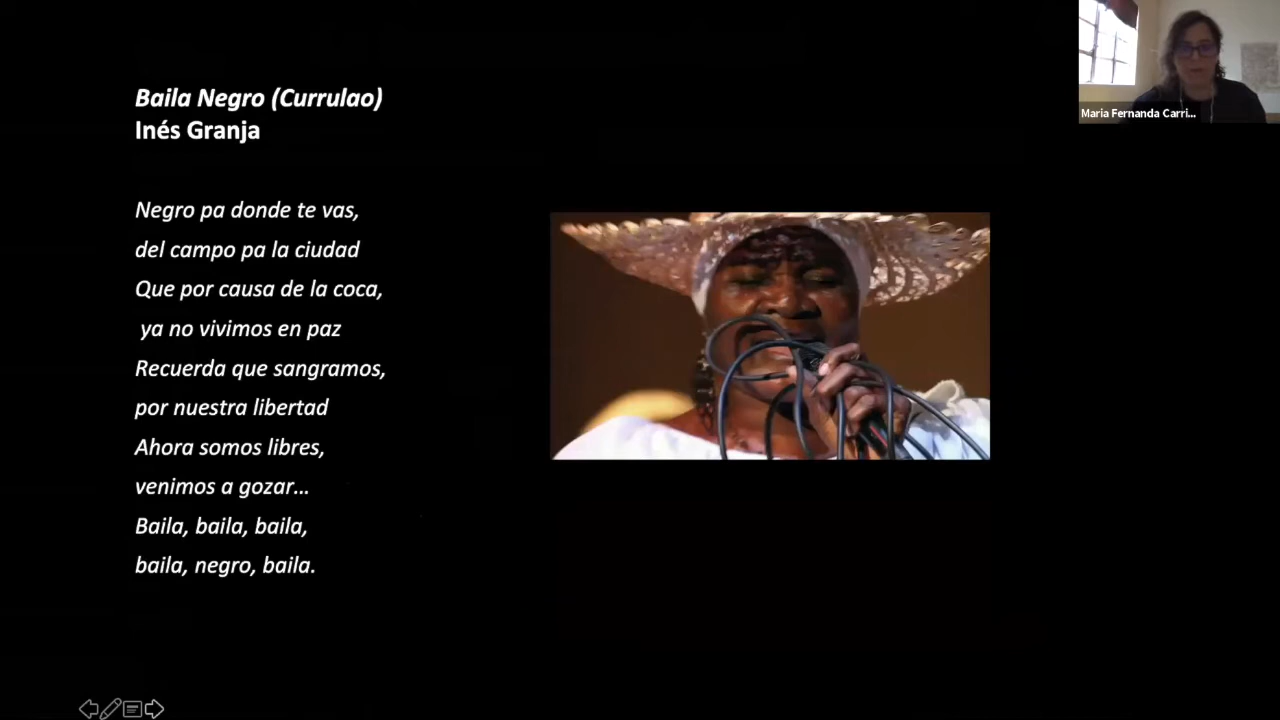 Baila Negro (Currulao)
Inés Granja
Negro pa donde te vas,
del campo pa la ciudad
Que por causa de la coca,
ya no vivimos en paz
Recuerda que sangramos,
por nuestra libertad
Ahora somos libres,
venimos a gozar...
Baila, baila, baila,
baila, negro, baila.
Maria Fernanda Carri...